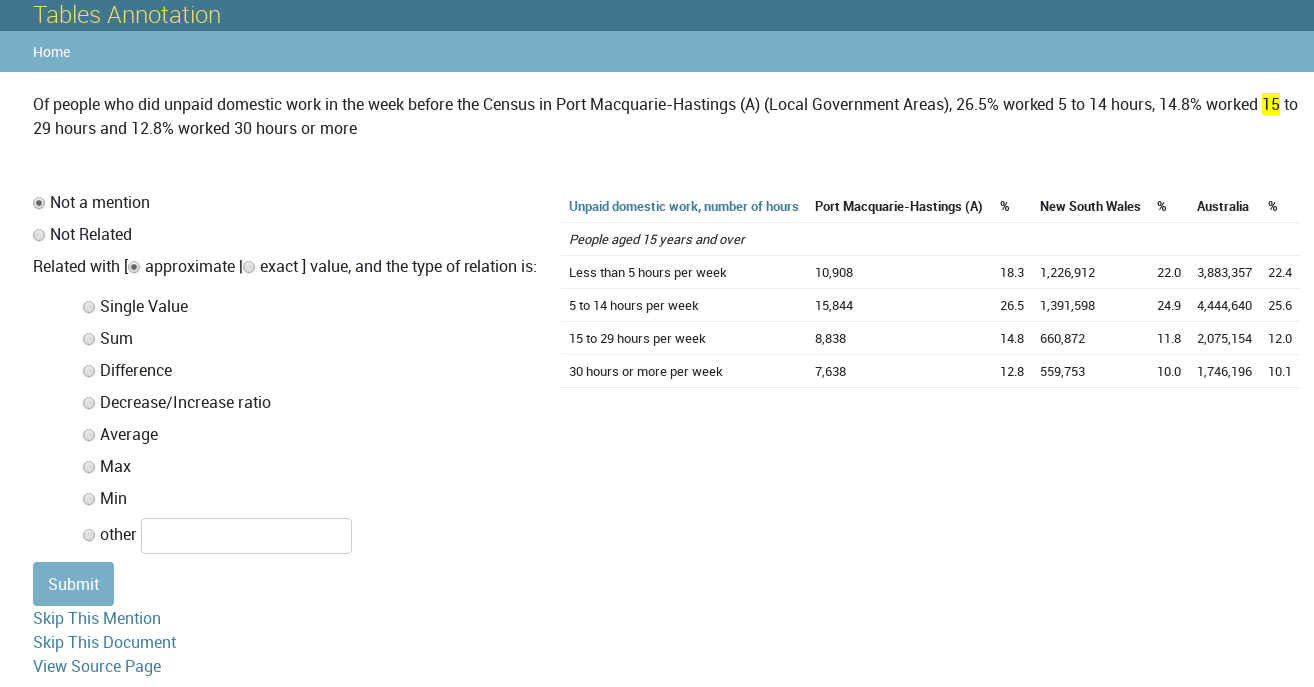 Tables Annotation
Home
Of people who did unpaid domestic work in the week before the Census in Port Macquarie-Hastings (A) (Local Government Areas), 26.5% worked 5 to 14 hours, 14.8% worked 15 to
29 hours and 12.8% worked 30 hours or more
Not a mention
Not Related
Related with [ approximate | exact ] value, and the type of relation is:
Single Value
Sum
Difference
Decrease/Increase ratio
Average
Max
Min
other
Submit
Skip This Mention
Skip This Document
View Source Page
Unpaid domestic work, number of hours Port Macquarie-Hastings (A) % New South Wales % Australia %
People aged 15 years and over
Less than 5 hours per week 10,908 18.3 1,226,912 22.0 3,883,357 22.4
5 to 14 hours per week 15,844 26.5 1,391,598 24.9 4,444,640 25.6
15 to 29 hours per week 8,838 14.8 660,872 11.8 2,075,154 12.0
30 hours or more per week 7,638 12.8 559,753 10.0 1,746,196 10.1